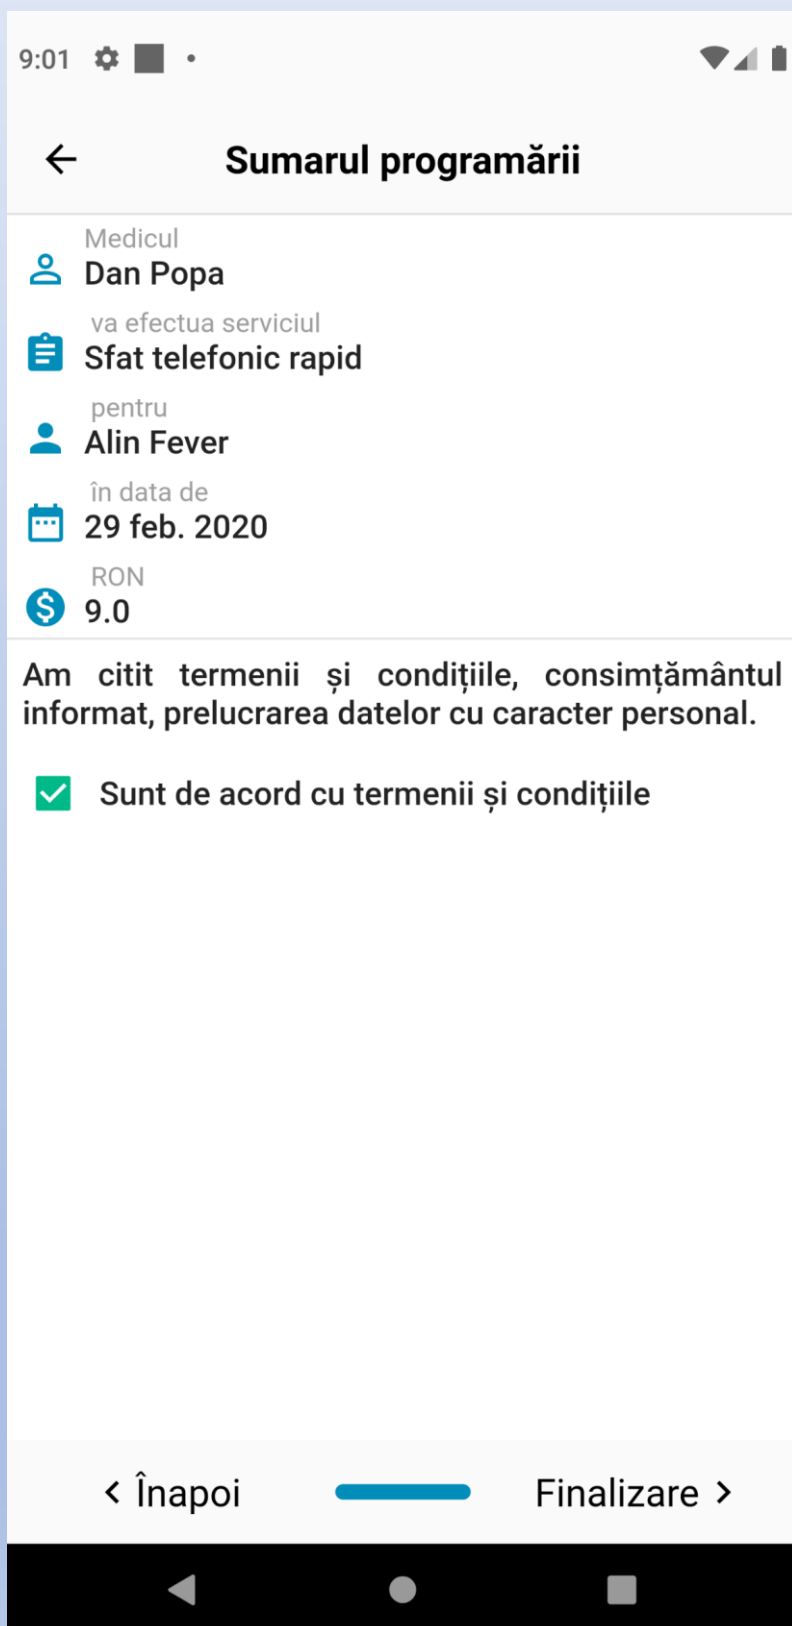 9:01
Sumarul programării
Medicul
Dan Popa
va efectua serviciul
Sfat telefonic rapid
pentru
Alin Fever
în data de
29 feb. 2020
RON
9.0
Am citit termenii și condițiile, consimțământul
informat, prelucrarea datelor cu caracter personal.
Sunt de acord cu termenii și condițiile
Înapoi
Finalizare